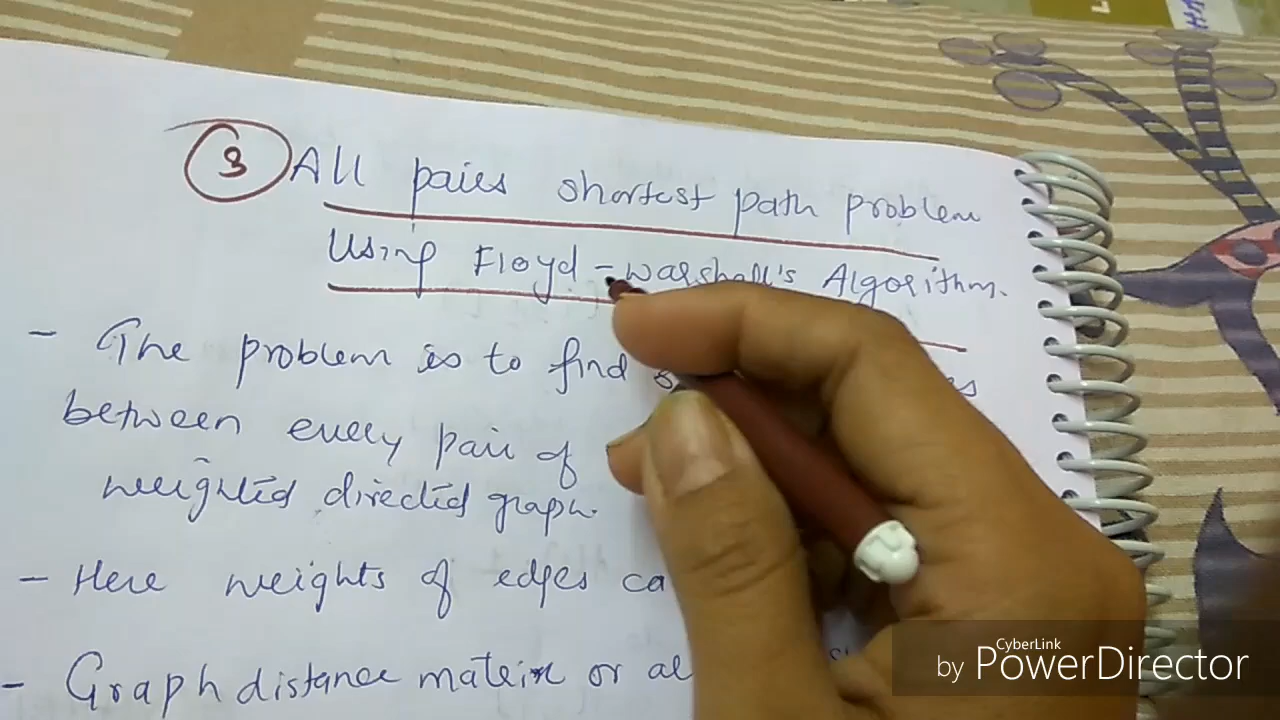 3 All pairs shortest path problem
Using Floyd - Warshall's Algorithm.
- The problem is to find
between every pair of
weighted directed graph.
- Here weights of edges ca
- Graph distance matrix or al
CyberLink
by PowerDirector